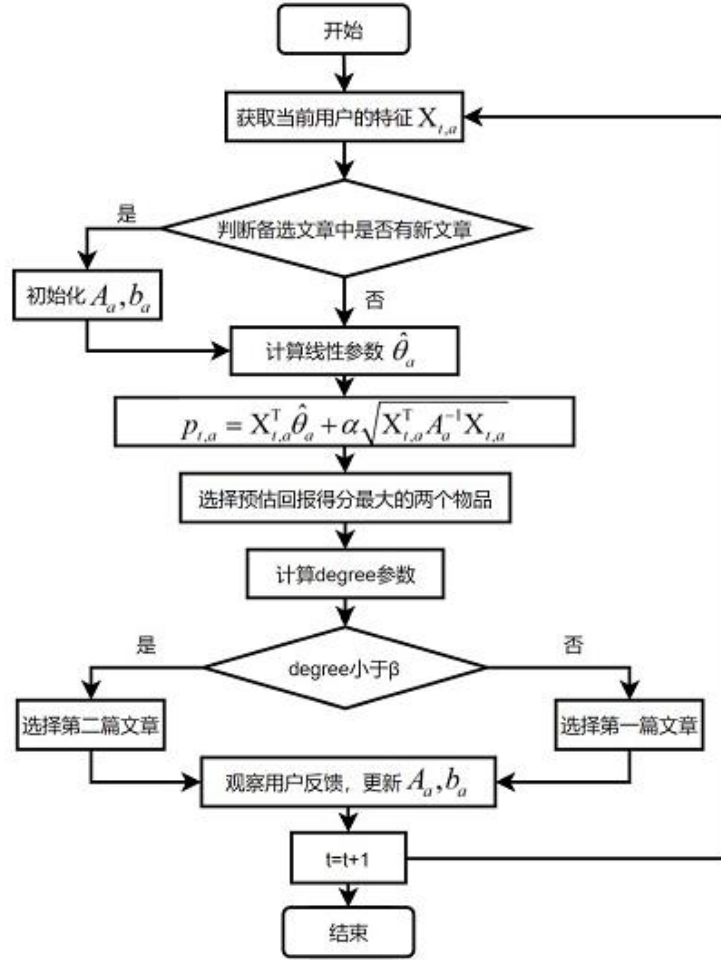 开始
获取当前用户的特征 X_{t,a}
判断备选文章中是否有新文章
是
初始化 A_a, b_a
否
计算线性参数 \hat{θ}_a
p_{t,a} = X_{t,a}^T \hat{θ}_a + α\sqrt{X_{t,a}^T A_a^{-1} X_{t,a}}
选择预估回报得分最大的两个物品
计算degree参数
degree小于β
是
否
选择第二篇文章
选择第一篇文章
观察用户反馈，更新 A_a, b_a
t=t+1
结束